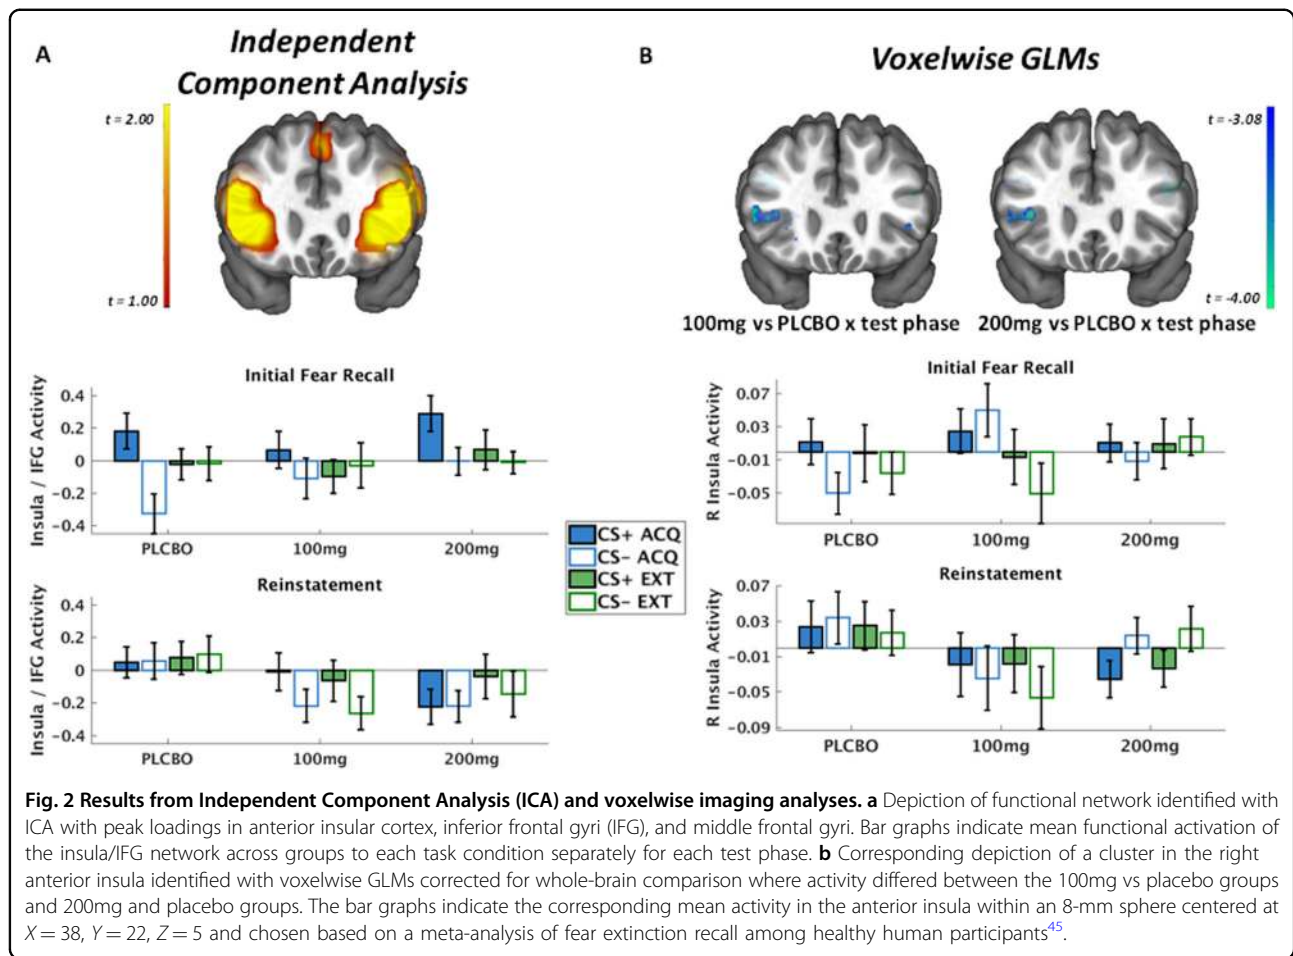 A
Independent
Component Analysis
t = 2.00
t = 1.00
Initial Fear Recall
Insula / IFG Activity
0.4
0.2
0
−0.2
−0.4
PLCBO 100mg 200mg
Reinstatement
Insula / IFG Activity
0.4
0.2
0
−0.2
−0.4
PLCBO 100mg 200mg
CS+ ACQ
CS− ACQ
CS+ EXT
CS− EXT
B
Voxelwise GLMs
t = -3.08
t = -4.00
100mg vs PLCBO x test phase 200mg vs PLCBO x test phase
Initial Fear Recall
R Insula Activity
0.07
0.03
−0.01
−0.05
PLCBO 100mg 200mg
Reinstatement
R Insula Activity
0.07
0.03
−0.01
−0.05
−0.09
PLCBO 100mg 200mg
Fig. 2 Results from Independent Component Analysis (ICA) and voxelwise imaging analyses. a Depiction of functional network identified with
ICA with peak loadings in anterior insular cortex, inferior frontal gyri (IFG), and middle frontal gyri. Bar graphs indicate mean functional activation of
the insula/IFG network across groups to each task condition separately for each test phase. b Corresponding depiction of a cluster in the right
anterior insula identified with voxelwise GLMs corrected for whole-brain comparison where activity differed between the 100mg vs placebo groups
and 200mg and placebo groups. The bar graphs indicate the corresponding mean activity in the anterior insula within an 8-mm sphere centered at
X = 38, Y = 22, Z = 5 and chosen based on a meta-analysis of fear extinction recall among healthy human participants45.